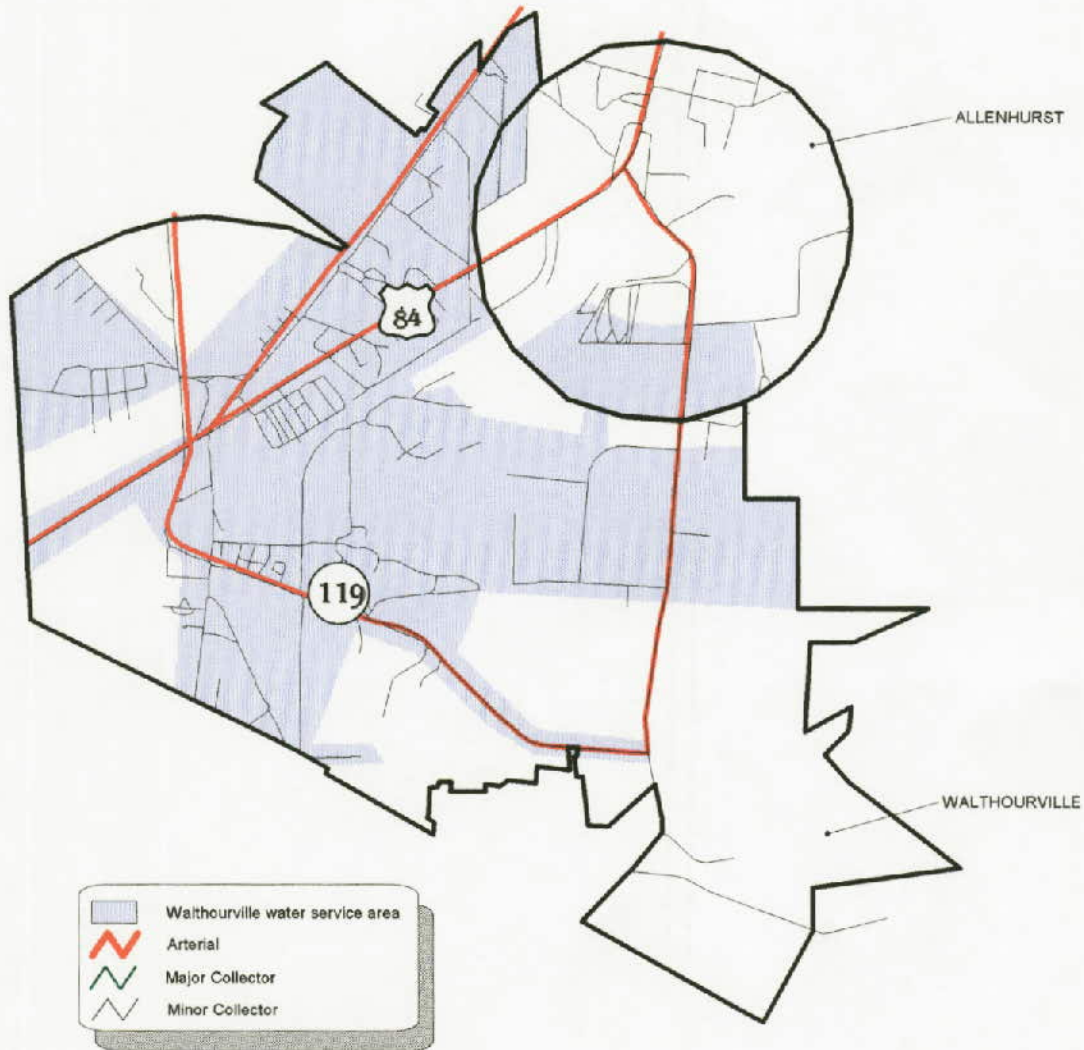 ALLENHURST
84
119
WALTHOURVILLE
Walthourville water service area
Arterial
Major Collector
Minor Collector